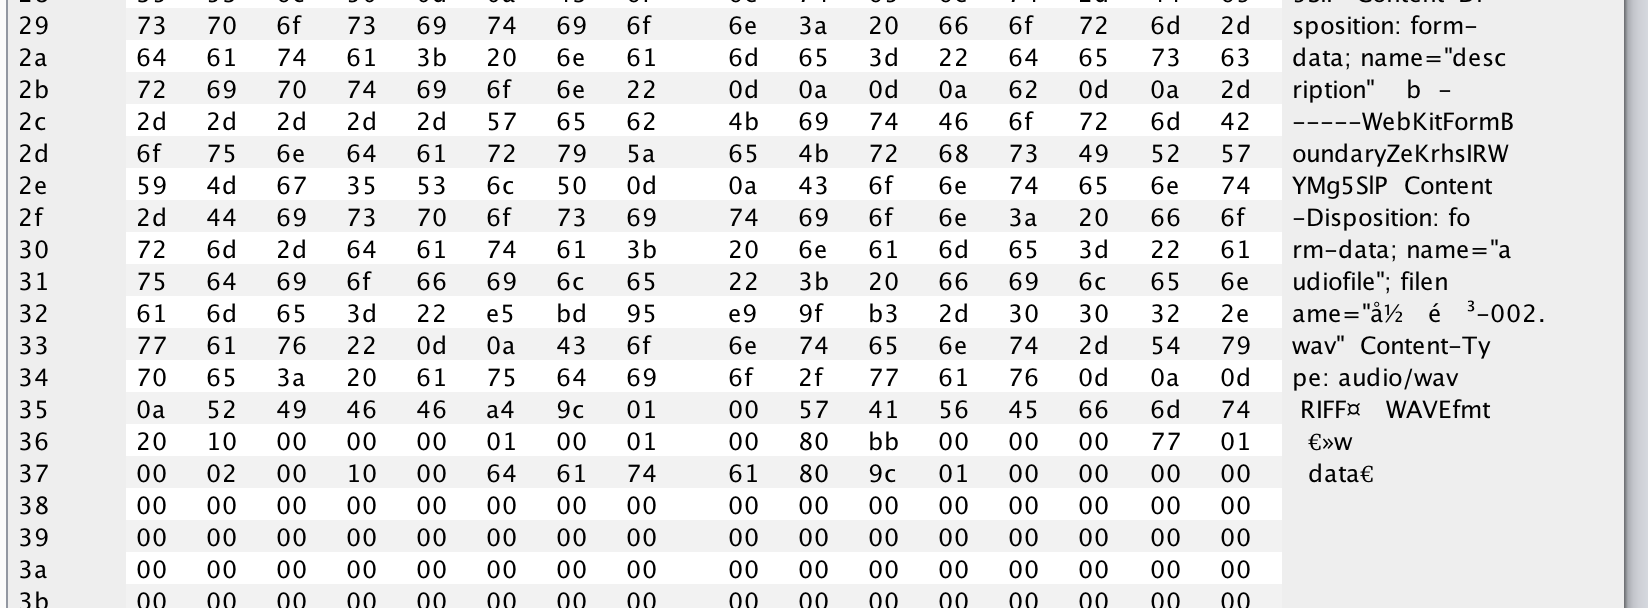 29 73 70 6f 73 69 74 69 6f 6e 3a 20 66 6f 72 6d 2d sposition: form-
2a 64 61 74 61 3b 20 6e 61 6d 65 3d 22 64 65 73 63 data; name="desc
2b 72 69 70 74 69 6f 6e 22 0d 0a 0d 0a 62 0d 0a 2d ription" b -
2c 2d 2d 2d 2d 2d 57 65 62 4b 69 74 46 6f 72 6d 42 -----WebKitFormB
2d 6f 75 6e 64 61 72 79 5a 65 4b 72 68 73 49 52 57 oundaryZeKrhsIRW
2e 59 4d 67 35 53 6c 50 0d 0a 43 6f 6e 74 65 6e 74 YMg5SlP Content
2f 2d 44 69 73 70 6f 73 69 74 69 6f 6e 3a 20 66 6f -Disposition: fo
30 72 6d 2d 64 61 74 61 3b 20 6e 61 6d 65 3d 22 61 rm-data; name="a
31 75 64 69 6f 66 69 6c 65 22 3b 20 66 69 6c 65 6e udiofile"; filen
32 61 6d 65 3d 22 e5 bd 95 e9 9f b3 2d 30 30 32 2e ame="å½ é ³-002.
33 77 61 76 22 0d 0a 43 6f 6e 74 65 6e 74 2d 54 79 wav" Content-Ty
34 70 65 3a 20 61 75 64 69 6f 2f 77 61 76 0d 0a 0d pe: audio/wav
35 0a 52 49 46 46 a4 9c 01 00 57 41 56 45 66 6d 74 RIFF¤ WAVEfmt
36 20 10 00 00 00 01 00 01 00 80 bb 00 00 00 77 01 €»w
37 00 02 00 10 00 64 61 74 61 80 9c 01 00 00 00 00 data€
38 00 00 00 00 00 00 00 00 00 00 00 00 00 00 00 00
39 00 00 00 00 00 00 00 00 00 00 00 00 00 00 00 00
3a 00 00 00 00 00 00 00 00 00 00 00 00 00 00 00 00
3b 00 00 00 00 00 00 00 00 00 00 00 00 00 00 00 00